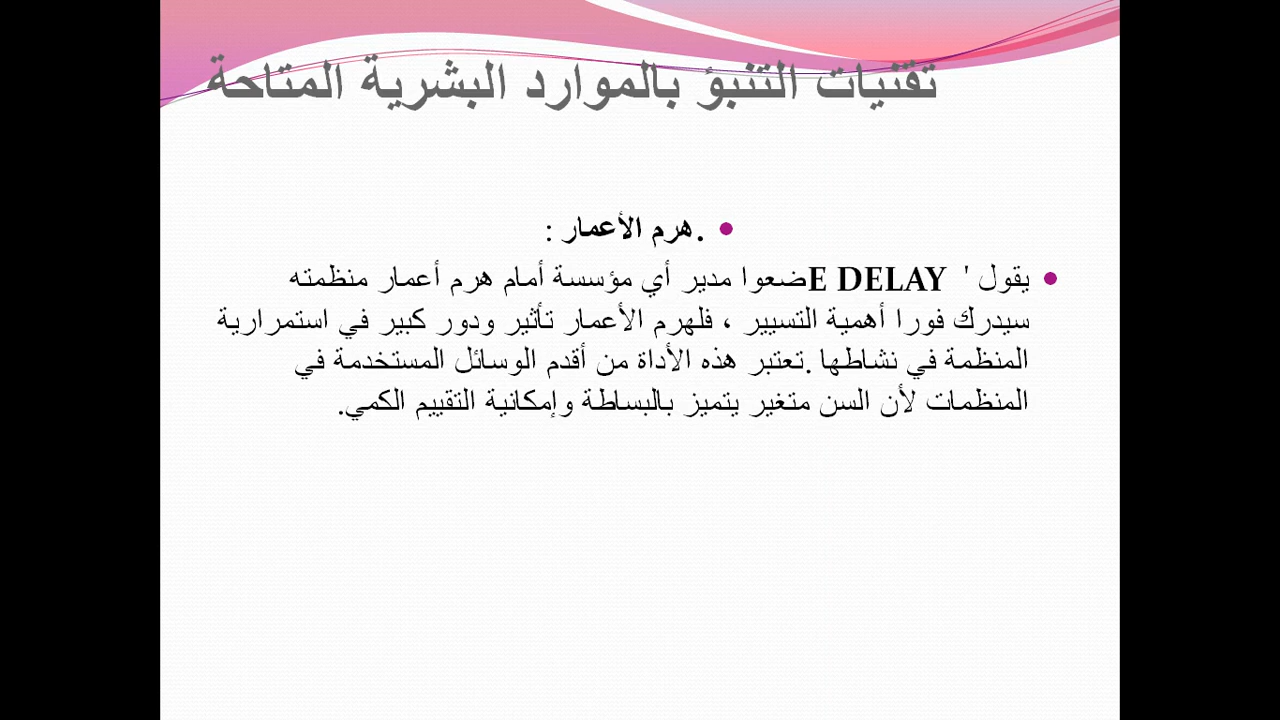 تقنيات التنبؤ بالموارد البشرية المتاحة
• .هرم الأعمار :
• يقول ' E DELAYضعوا مدير أي مؤسسة أمام هرم أعمار منظمته
سيدرك فورا أهمية التسيير ، فلهرم الأعمار تأثير ودور كبير في استمرارية
المنظمة في نشاطها .تعتبر هذه الأداة من أقدم الوسائل المستخدمة في
المنظمات لأن السن متغير يتميز بالبساطة وإمكانية التقييم الكمي.